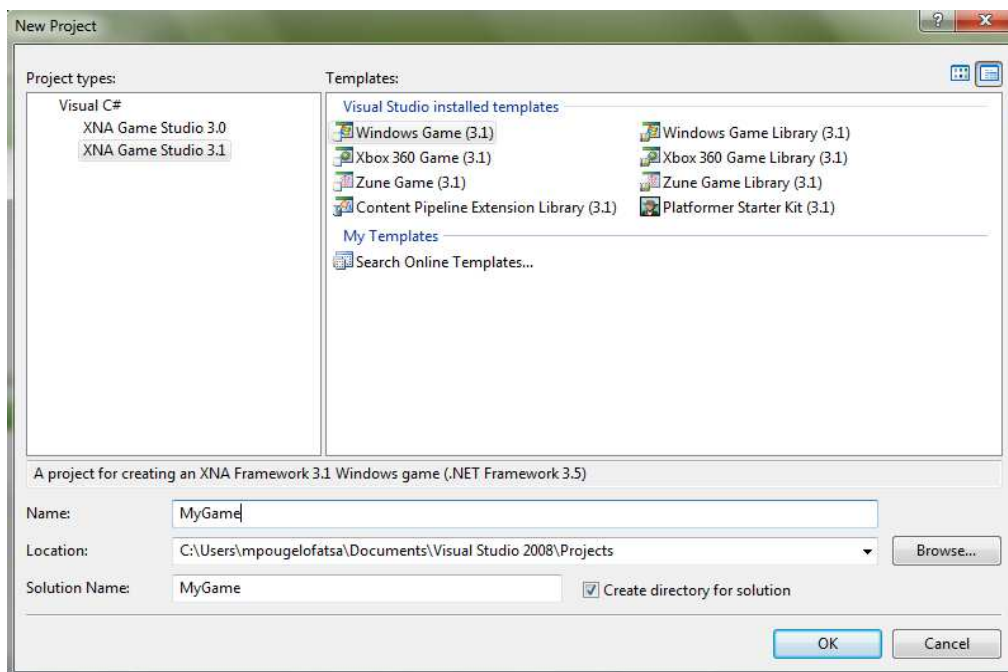 New Project
Project types:
Templates:
Visual C#
XNA Game Studio 3.0
XNA Game Studio 3.1
Visual Studio installed templates
Windows Game (3.1)
Windows Game Library (3.1)
Xbox 360 Game (3.1)
Xbox 360 Game Library (3.1)
Zune Game (3.1)
Zune Game Library (3.1)
Content Pipeline Extension Library (3.1)
Platformer Starter Kit (3.1)
My Templates
Search Online Templates...
A project for creating an XNA Framework 3.1 Windows game (.NET Framework 3.5)
Name:
MyGame
Location:
C:\Users\mpougelofatsa\Documents\Visual Studio 2008\Projects
Browse...
Solution Name:
MyGame
Create directory for solution
OK
Cancel